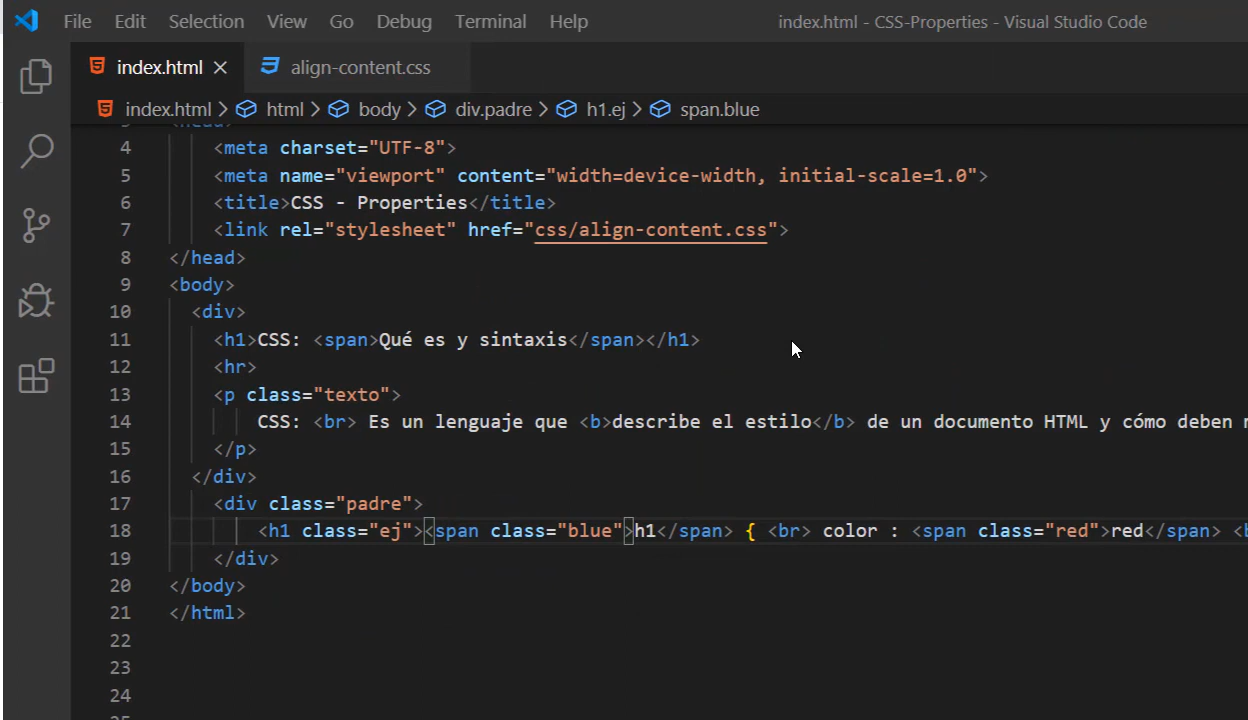 File Edit Selection View Go Debug Terminal Help index.html - CSS-Properties - Visual Studio Code
index.html align-content.css
index.html > html > body > div.padre > h1.ej > span.blue
<head>
4 <meta charset="UTF-8">
5 <meta name="viewport" content="width=device-width, initial-scale=1.0">
6 <title>CSS - Properties</title>
7 <link rel="stylesheet" href="css/align-content.css">
8 </head>
9 <body>
10 <div>
11 <h1>CSS: <span>Qué es y sintaxis</span></h1>
12 <hr>
13 <p class="texto">
14 CSS: <br> Es un lenguaje que <b>describe el estilo</b> de un documento HTML y cómo deben
15 </p>
16 </div>
17 <div class="padre">
18 <h1 class="ej"><span class="blue">h1</span> { <br> color : <span class="red">red</span> <b
19 </div>
20 </body>
21 </html>
22
23
24